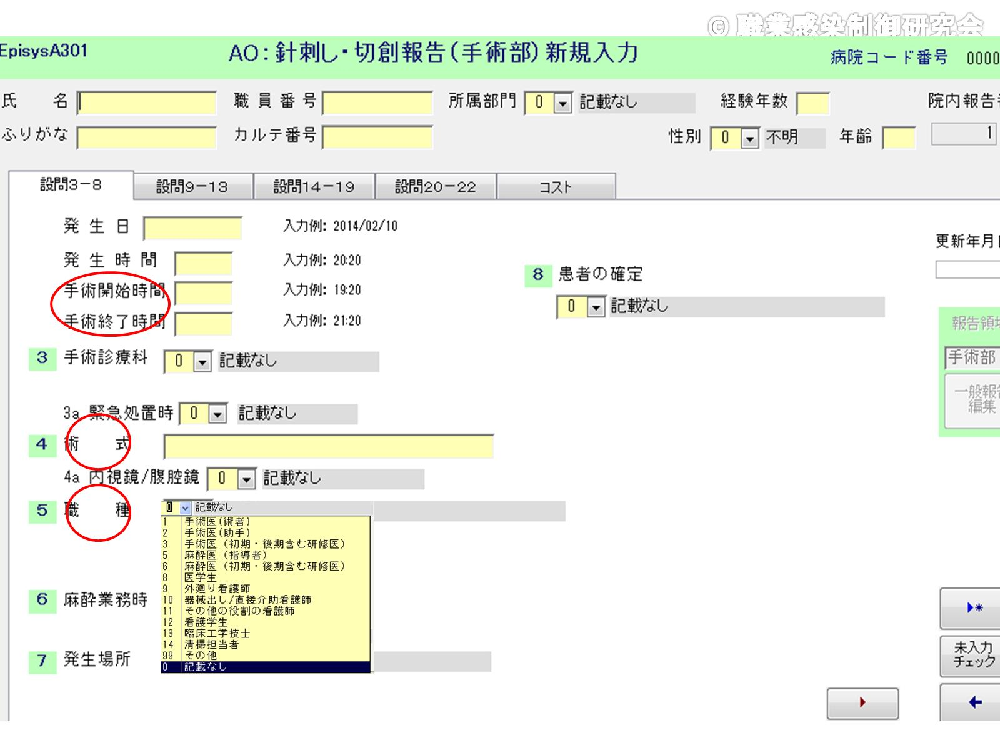 © 職業感染制御研究会
EpisysA301
AO：針刺し・切創報告（手術部）新規入力
病院コード番号 0000
氏 名
職 員 番 号
所属部門 0 記載なし
経験年数
院内報告
ふりがな
カルテ番号
性別 0 不明
年齢
1
設問3－8
設問9－13
設問14－19
設問20－22
コスト
発 生 日
入力例: 2014/02/10
更新年月
発 生 時 間
入力例: 20:20
8 患者の確定
0 記載なし
手術開始時間
入力例: 19:20
手術終了時間
入力例: 21:20
報告領
手術部
一般報
編集
3 手術診療科 0 記載なし
3a 緊急処置時 0 記載なし
4 術 式
4a 内視鏡/腹腔鏡 0 記載なし
5 職 種 0 記載なし
1 手術医(術者)
2 手術医(助手)
3 手術医（初期・後期含む研修医）
5 麻酔医（指導者）
6 麻酔医（初期・後期含む研修医）
8 医学生
9 外廻り看護師
10 器械出し/直接介助看護師
11 その他の役割の看護師
12 看護学生
13 臨床工学技士
14 清掃担当者
99 その他
0 記載なし
6 麻酔業務時
7 発生場所
未入力
チェック